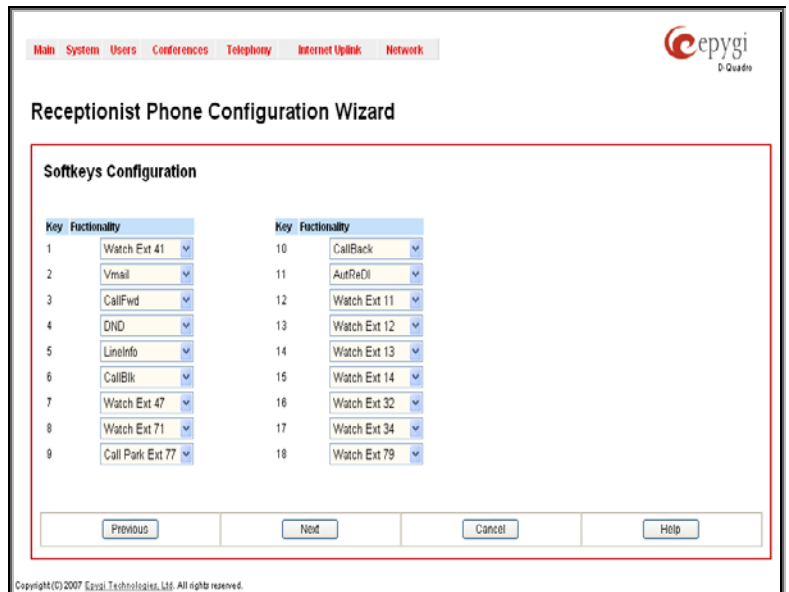 Main System Users Conferences Telephony Internet Uplink Network
epygi
D-Quadro
Receptionist Phone Configuration Wizard
Softkeys Configuration
Key Fuctionality Key Fuctionality
1 Watch Ext 41 10 CallBack
2 Vmail 11 AutReDl
3 CallFwd 12 Watch Ext 11
4 DND 13 Watch Ext 12
5 LineInfo 14 Watch Ext 13
6 CallBlk 15 Watch Ext 14
7 Watch Ext 47 16 Watch Ext 32
8 Watch Ext 71 17 Watch Ext 34
9 Call Park Ext 77 18 Watch Ext 79
Previous Next Cancel Help
Copyright (C) 2007 Epygi Technologies, Ltd. All rights reserved.